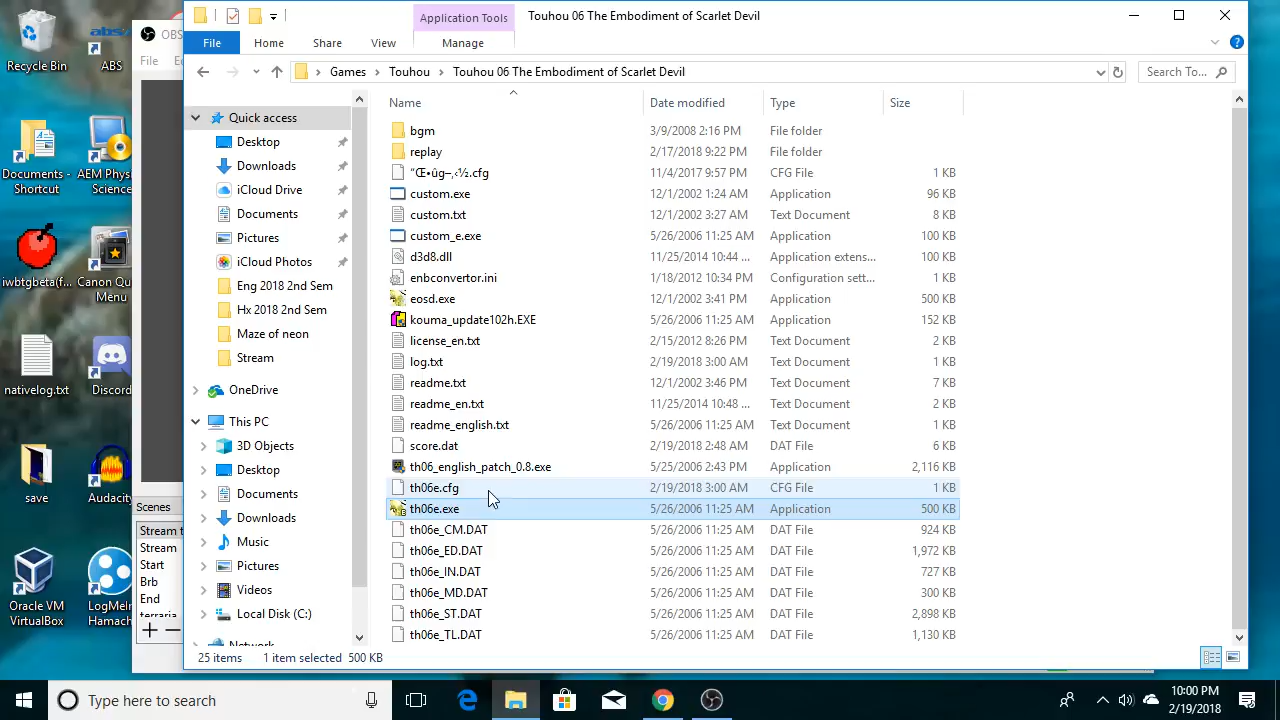 Application Tools
Touhou 06 The Embodiment of Scarlet Devil
File
Home
Share
View
Manage
Games
Touhou
Touhou 06 The Embodiment of Scarlet Devil
Search To...
Name
Date modified
Type
Size
bgm 3/9/2008 2:16 PM File folder
replay 2/17/2018 9:22 PM File folder
“Œ•ûg–‚‹½.cfg 11/4/2017 9:57 PM CFG File 1 KB
custom.exe 12/1/2002 1:24 AM Application 96 KB
custom.txt 12/1/2002 3:27 AM Text Document 8 KB
custom_e.exe 5/26/2006 11:25 AM Application 100 KB
d3d8.dll 11/25/2014 10:44 ... Application extens... 100 KB
enbconvertor.ini 1/18/2012 10:34 PM Configuration sett... 1 KB
eosd.exe 12/1/2002 3:41 PM Application 500 KB
kouma_update102h.EXE 5/26/2006 11:25 AM Application 152 KB
license_en.txt 2/15/2012 8:26 PM Text Document 2 KB
log.txt 2/19/2018 3:00 AM Text Document 1 KB
readme.txt 12/1/2002 3:46 PM Text Document 7 KB
readme_en.txt 11/25/2014 10:48 ... Text Document 2 KB
readme_english.txt 5/26/2006 11:25 AM Text Document 5 KB
score.dat 2/19/2018 2:48 AM DAT File 6 KB
th06_english_patch_0.8.exe 5/25/2006 2:43 PM Application 2,116 KB
th06e.cfg 2/19/2018 3:00 AM CFG File 1 KB
th06e.exe 5/26/2006 11:25 AM Application 500 KB
th06e_CM.DAT 5/26/2006 11:25 AM DAT File 924 KB
th06e_ED.DAT 5/26/2006 11:25 AM DAT File 1,972 KB
th06e_IN.DAT 5/26/2006 11:25 AM DAT File 727 KB
th06e_MD.DAT 5/26/2006 11:25 AM DAT File 300 KB
th06e_ST.DAT 5/26/2006 11:25 AM DAT File 2,898 KB
th06e_TL.DAT 5/26/2006 11:25 AM DAT File 1,130 KB
Quick access
Desktop
Downloads
iCloud Drive
Documents
Pictures
iCloud Photos
Eng 2018 2nd Sem
Hx 2018 2nd Sem
Maze of neon
Stream
OneDrive
This PC
3D Objects
Desktop
Documents
Downloads
Music
Pictures
Videos
Local Disk (C:)
Network
25 items 1 item selected 500 KB
Recycle Bin
ABS
Documents - Shortcut
AEM Physi
Science
iwbtgbeta(f...
Canon Qu
Menu
nativelog.txt
Discord
save
Audacit
Oracle VM
VirtualBox
LogMeIn
Hamach
OBS
File
Scenes
Stream t
Stream
Start
Brb
End
terraria
Type here to search
10:00 PM
2/19/2018